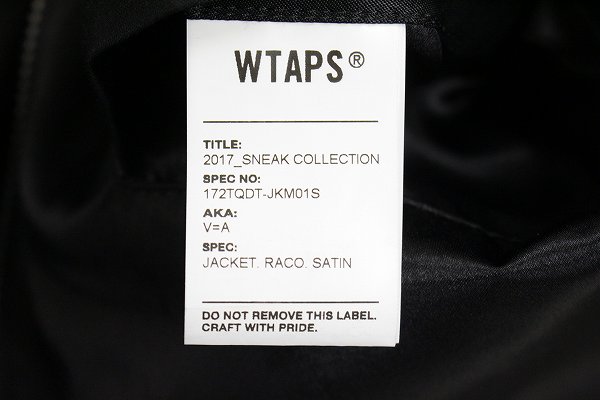 WTAPS®
TITLE:
2017_SNEAK COLLECTION
SPEC NO:
172TQDT-JKM01S
AKA:
V=A
SPEC:
JACKET. RACO. SATIN
DO NOT REMOVE THIS LABEL.
CRAFT WITH PRIDE.